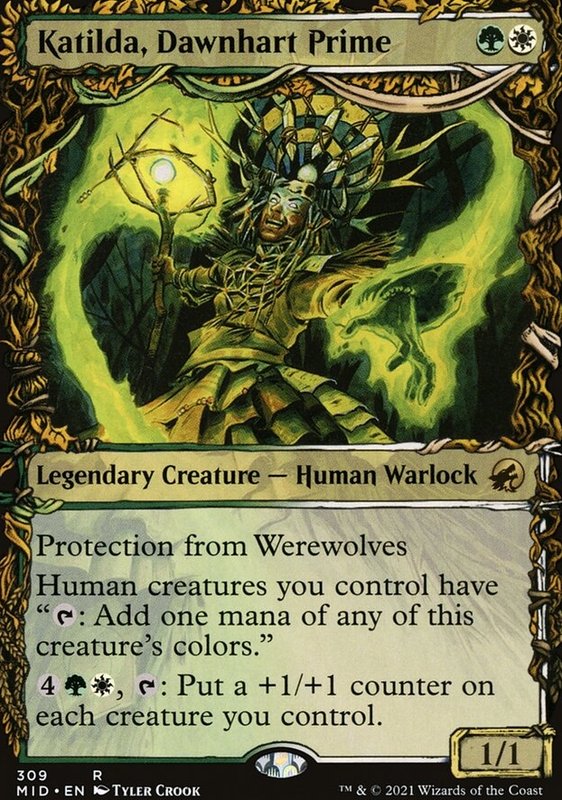 Katilda, Dawnhart Prime
Legendary Creature — Human Warlock
Protection from Werewolves
Human creatures you control have
“: Add one mana of any of this
creature’s colors.”
4, : Put a +1/+1 counter on
each creature you control.
1/1
309 R
MID • EN Tyler Crook
™ & © 2021 Wizards of the Coast